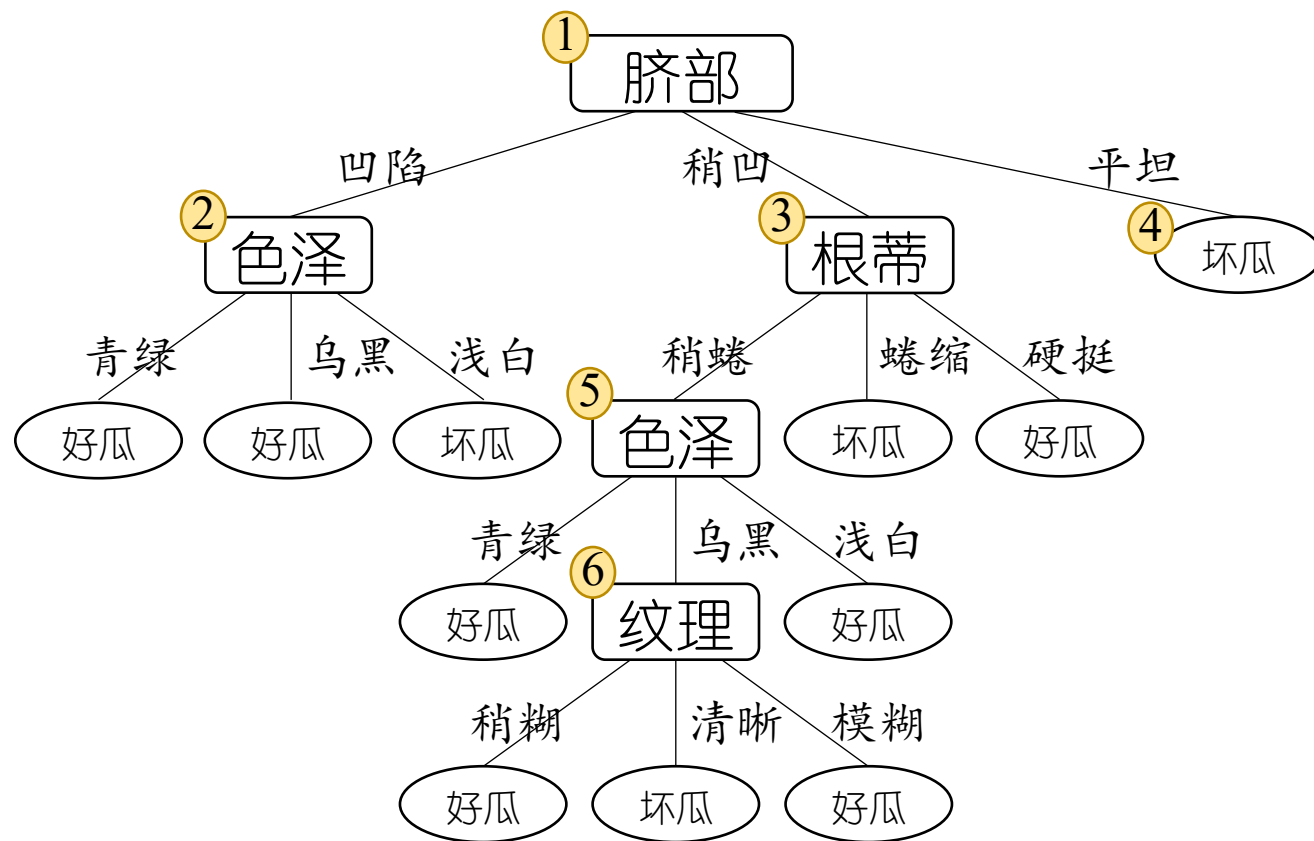 1
脐部
凹陷
稍凹
平坦
2
色泽
3
根蒂
4
坏瓜
青绿
乌黑
浅白
稍蜷
蜷缩
硬挺
好瓜
好瓜
坏瓜
5
色泽
坏瓜
好瓜
青绿
乌黑
浅白
好瓜
6
纹理
好瓜
稍糊
清晰
模糊
好瓜
坏瓜
好瓜